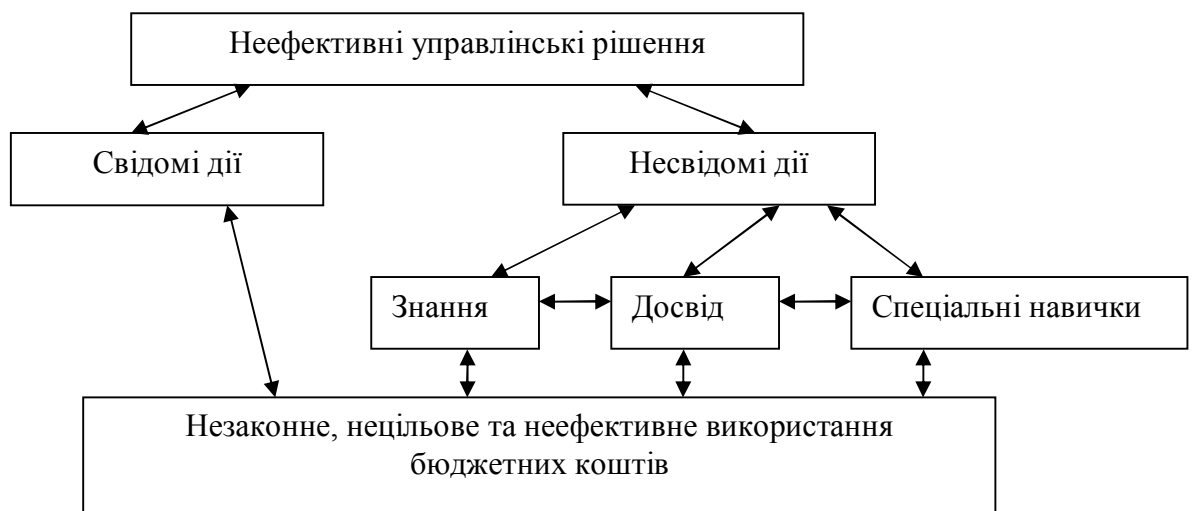 Неефективні управлінські рішення
Свідомі дії
Несвідомі дії
Знання
Досвід
Спеціальні навички
Незаконне, нецільове та неефективне використання
бюджетних коштів